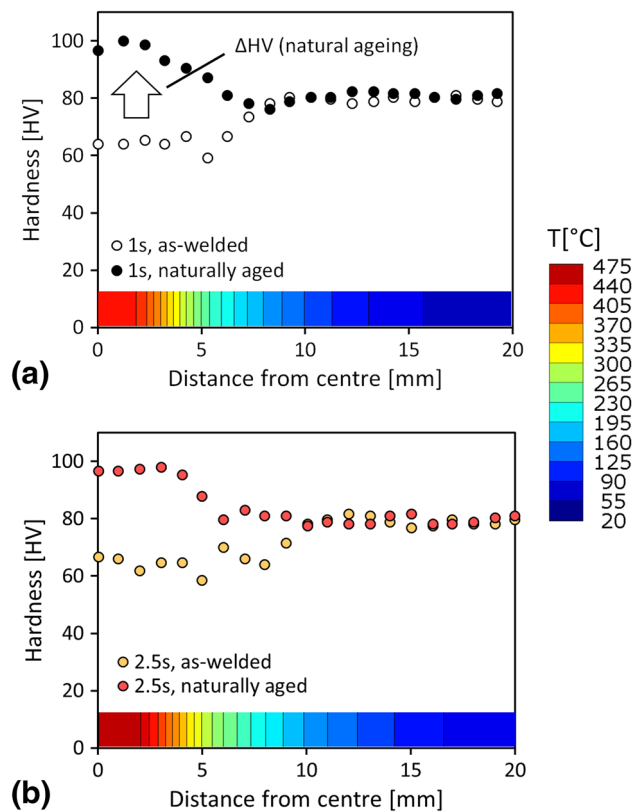 100
80
60
40
20
0
Hardness [HV]
ΔHV (natural ageing)
1s, as-welded
1s, naturally aged
0 5 10 15 20
Distance from centre [mm]
(a)
T[°C]
475
440
405
370
335
300
265
230
195
160
125
90
55
20
100
80
60
40
20
0
Hardness [HV]
2.5s, as-welded
2.5s, naturally aged
0 5 10 15 20
Distance from centre [mm]
(b)